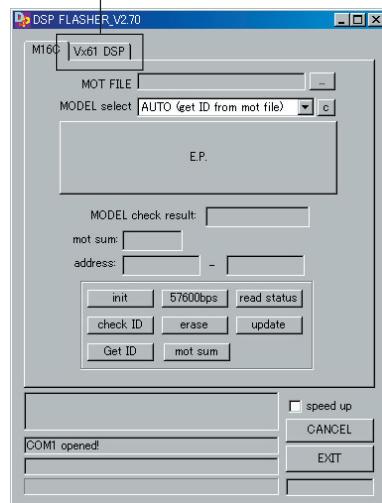 DSP FLASHER_V2.70
M16C Vx61 DSP
MOT FILE ...
MODEL select AUTO (get ID from mot file) c
E.P.
MODEL check result:
mot sum:
address: -
init 57600bps read status
check ID erase update
Get ID mot sum
speed up
CANCEL
COM1 opened!
EXIT